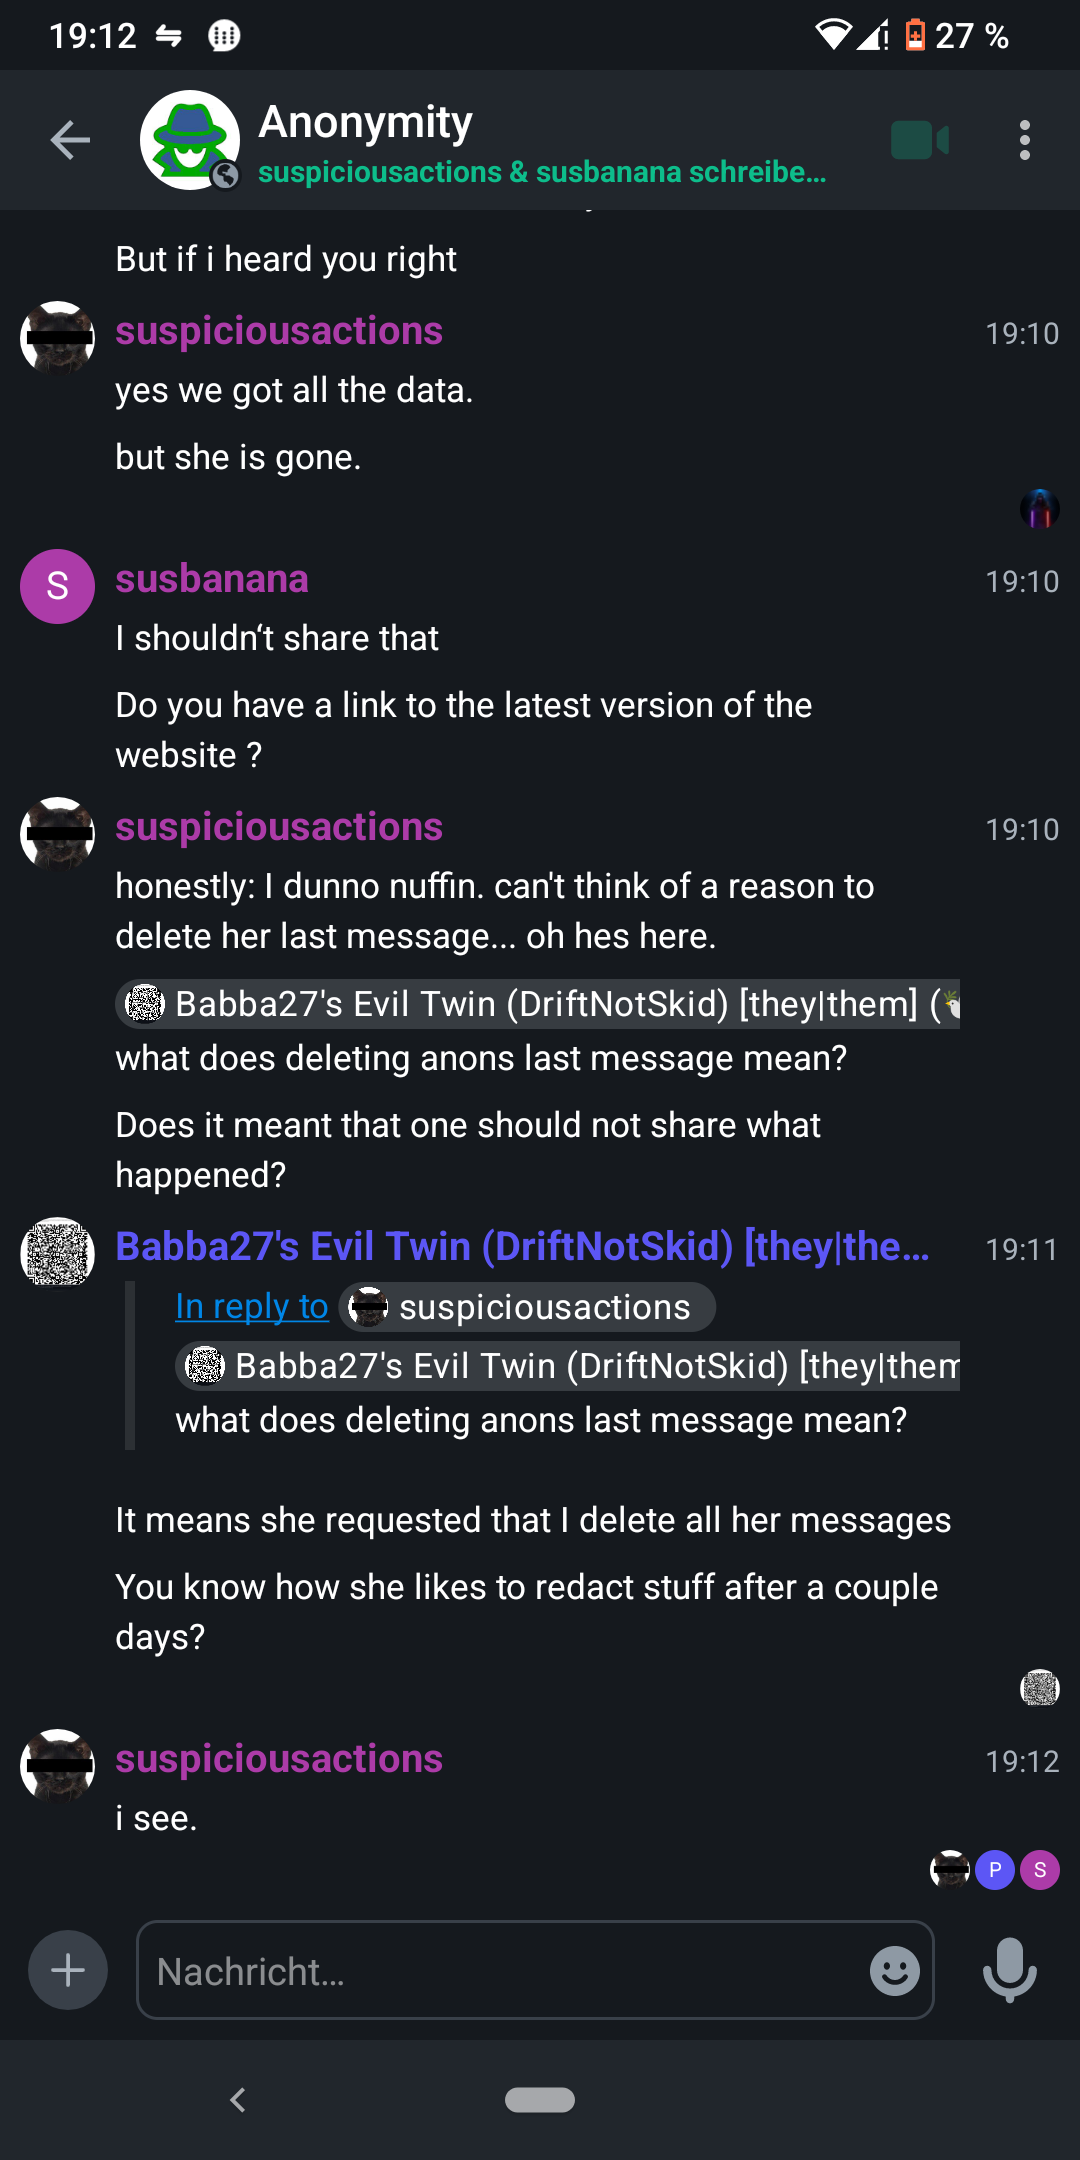 19:12
27 %
Anonymity
suspiciousactions & susbanana schreibe…
But if i heard you right
suspiciousactions
19:10
yes we got all the data.
but she is gone.
S
susbanana
19:10
I shouldn‘t share that
Do you have a link to the latest version of the
website ?
suspiciousactions
19:10
honestly: I dunno nuffin. can't think of a reason to
delete her last message... oh hes here.
Babba27's Evil Twin (DriftNotSkid) [they|them] (
what does deleting anons last message mean?
Does it meant that one should not share what
happened?
Babba27's Evil Twin (DriftNotSkid) [they|the…
19:11
In reply to suspiciousactions
Babba27's Evil Twin (DriftNotSkid) [they|them
what does deleting anons last message mean?
It means she requested that I delete all her messages
You know how she likes to redact stuff after a couple
days?
suspiciousactions
19:12
i see.
P S
Nachricht…